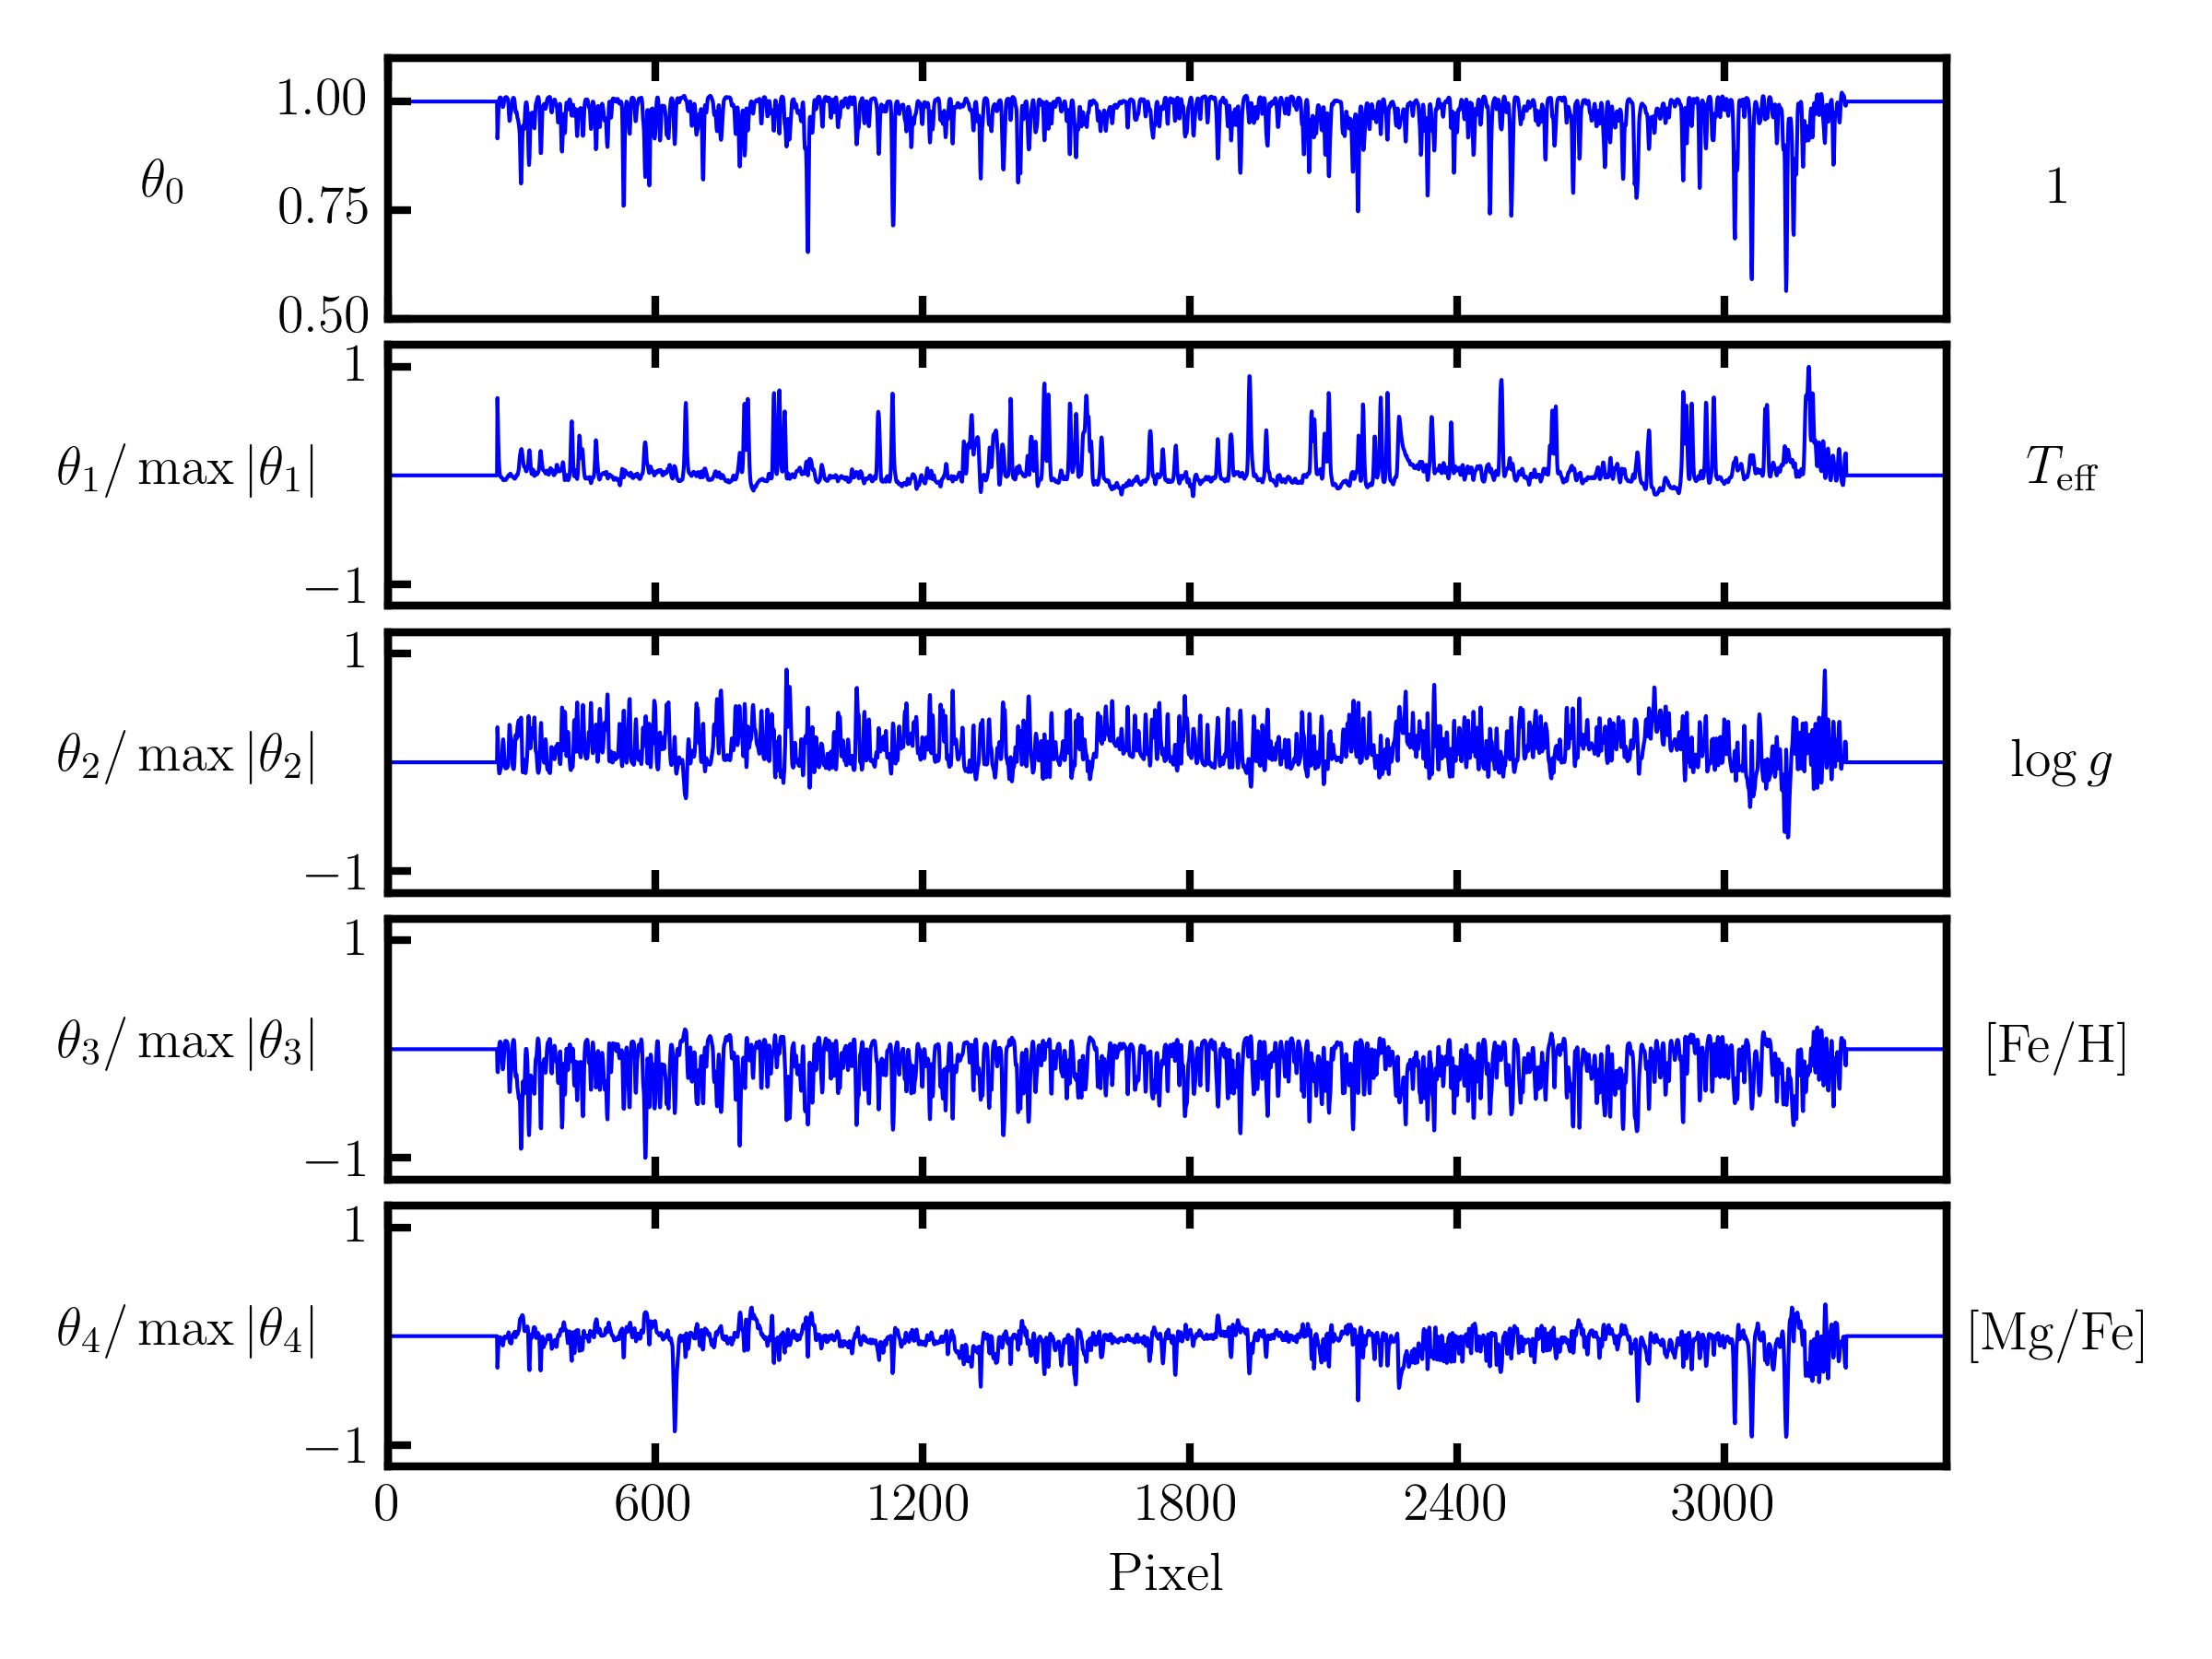 θ0 1.00 0.75 0.50 1
θ1/ max |θ1| 1 −1 Teff
θ2/ max |θ2| 1 −1 log g
θ3/ max |θ3| 1 −1 [Fe/H]
θ4/ max |θ4| 1 −1 [Mg/Fe]
0 600 1200 1800 2400 3000
Pixel